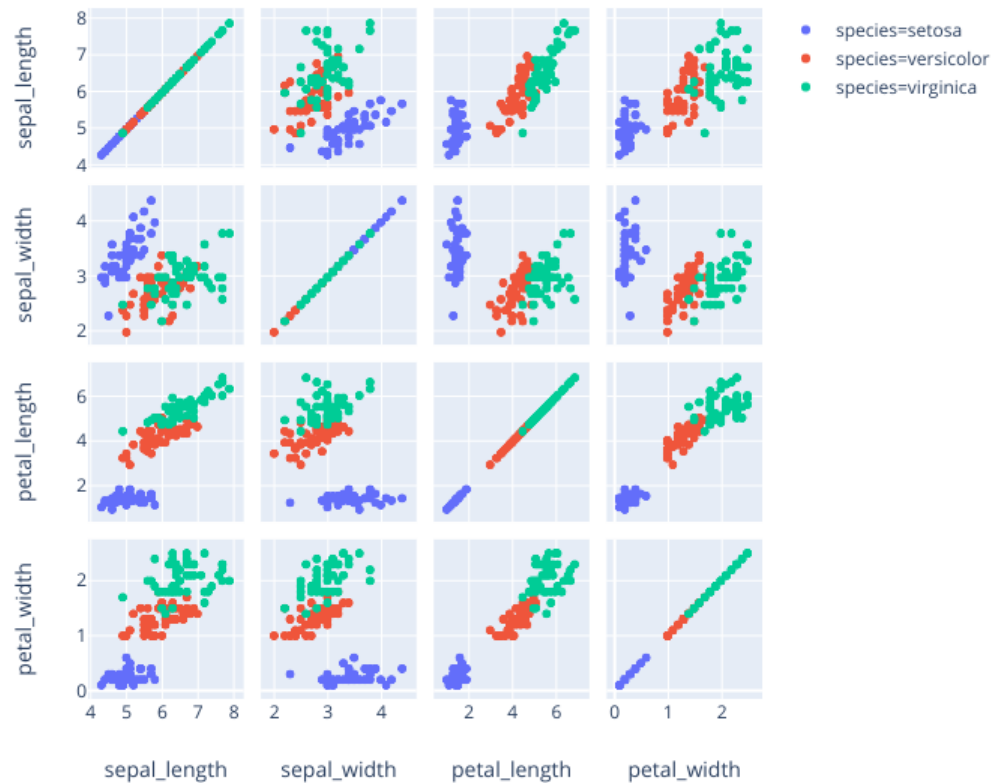 8
7
6
5
4
sepal_length
species=setosa
species=versicolor
species=virginica
4
3
2
sepal_width
6
4
2
petal_length
2
1
0
petal_width
4 5 6 7 8 2 3 4 2 4 6 0 1 2
sepal_length sepal_width petal_length petal_width